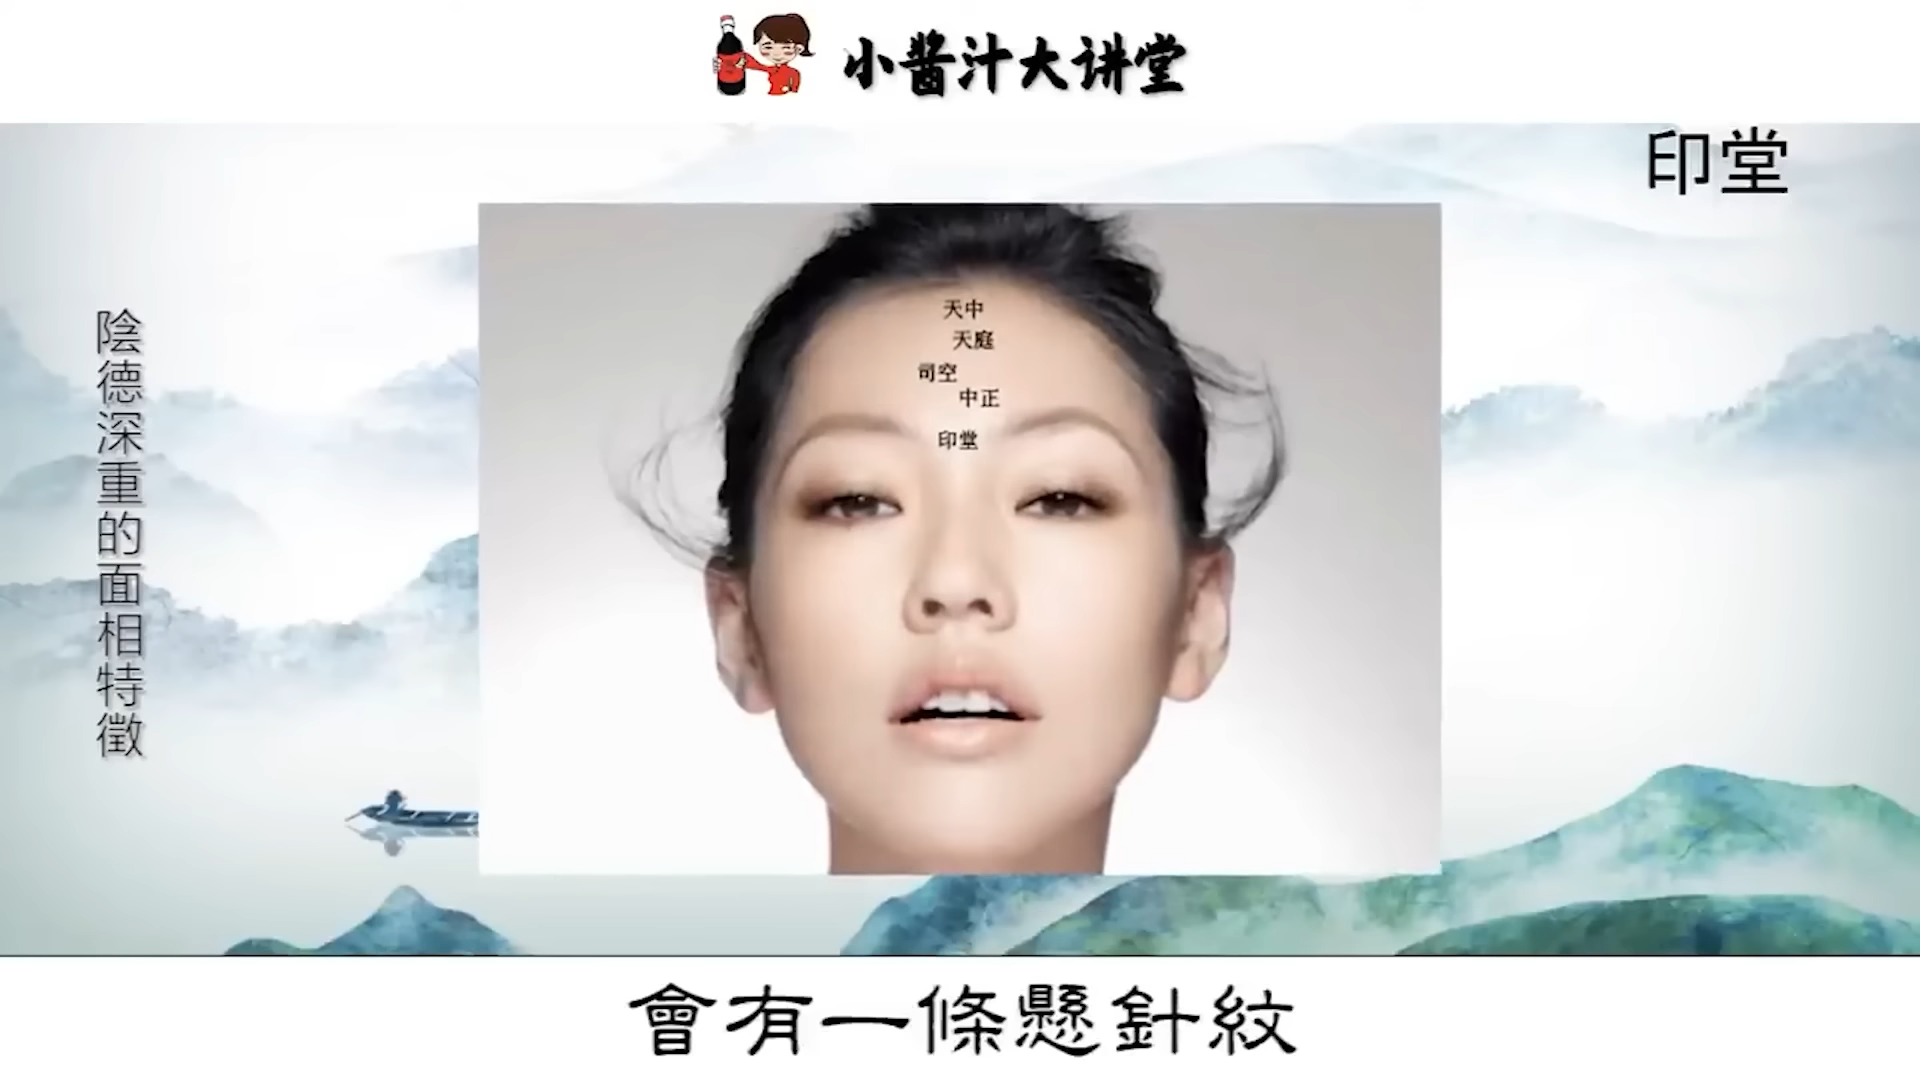 小酱汁大讲堂
印堂
陰德深重的面相特徵
天中
天庭
司空
中正
印堂
會有一條懸針紋